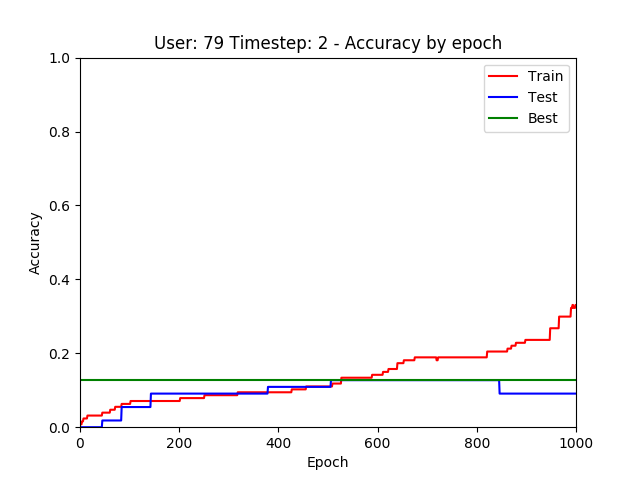 User: 79 Timestep: 2 - Accuracy by epoch
1.0
0.8
0.6
0.4
0.2
0.0
Accuracy
Train
Test
Best
0 200 400 600 800 1000
Epoch